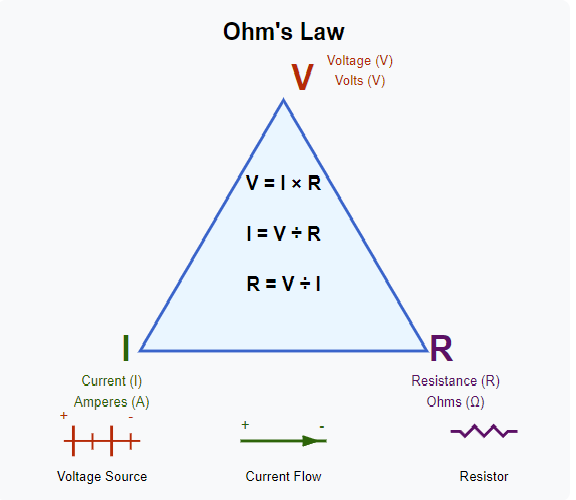 Ohm's Law
V
Voltage (V)
Volts (V)
V = I × R
I = V ÷ R
R = V ÷ I
I
R
Current (I)
Amperes (A)
Resistance (R)
Ohms (Ω)
+ -
+ -
Voltage Source
Current Flow
Resistor